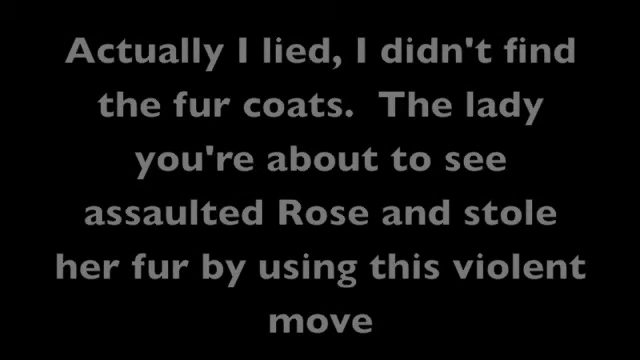 Actually I lied, I didn't find
the fur coats.  The lady
you're about to see
assaulted Rose and stole
her fur by using this violent
move